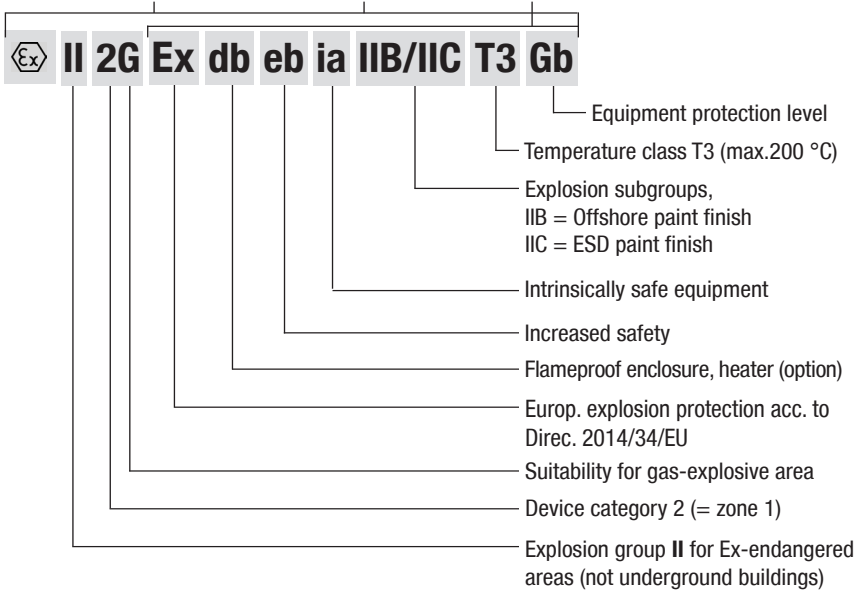 Ex II 2G Ex db eb ia IIB/IIC T3 Gb
Equipment protection level
Temperature class T3 (max.200 °C)
Explosion subgroups,
IIB = Offshore paint finish
IIC = ESD paint finish
Intrinsically safe equipment
Increased safety
Flameproof enclosure, heater (option)
Europ. explosion protection acc. to
Direc. 2014/34/EU
Suitability for gas-explosive area
Device category 2 (= zone 1)
Explosion group II for Ex-endangered
areas (not underground buildings)